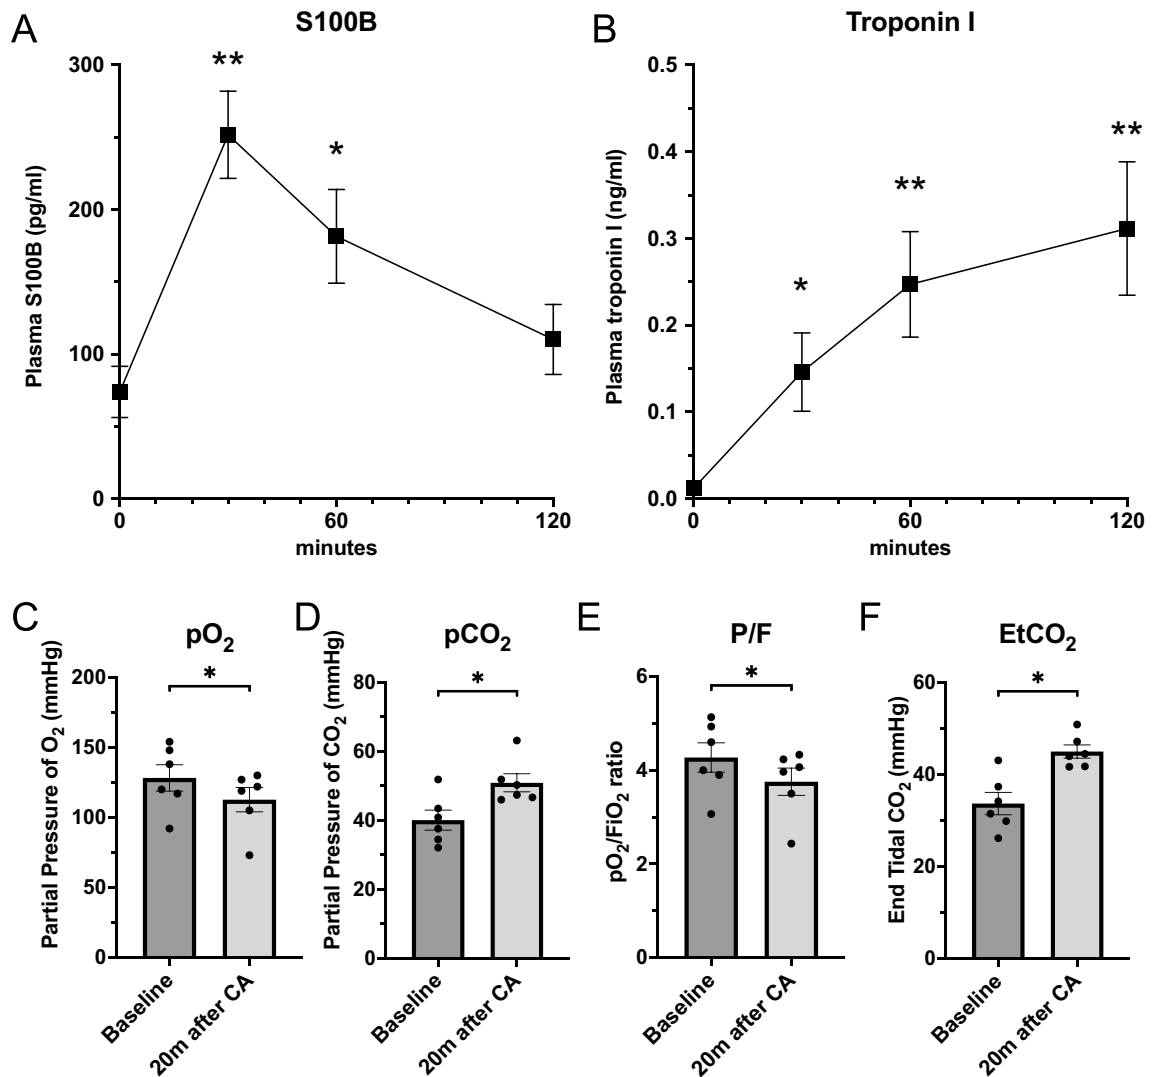 A
S100B
Plasma S100B (pg/ml)
300
200
100
0
**
*
0
60
120
minutes
B
Troponin I
Plasma troponin I (ng/ml)
0.5
0.4
0.3
0.2
0.1
0.0
*
**
**
0
60
120
minutes
C
pO2
Partial Pressure of O2 (mmHg)
200
150
100
50
0
*
Baseline
20m after CA
D
pCO2
Partial Pressure of CO2 (mmHg)
80
60
40
20
0
*
Baseline
20m after CA
E
P/F
pO2/FiO2 ratio
6
4
2
0
*
Baseline
20m after CA
F
EtCO2
End Tidal CO2 (mmHg)
60
40
20
0
*
Baseline
20m after CA